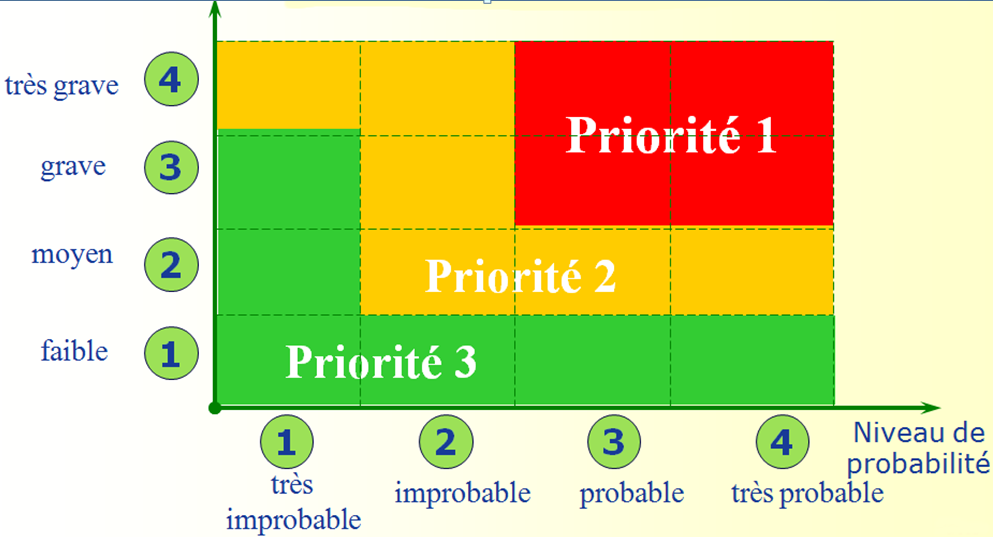 très grave 4
Priorité 1
grave 3
moyen 2
Priorité 2
faible 1
Priorité 3
1 2 3 4
Niveau de
probabilité
très
improbable
improbable
probable
très probable